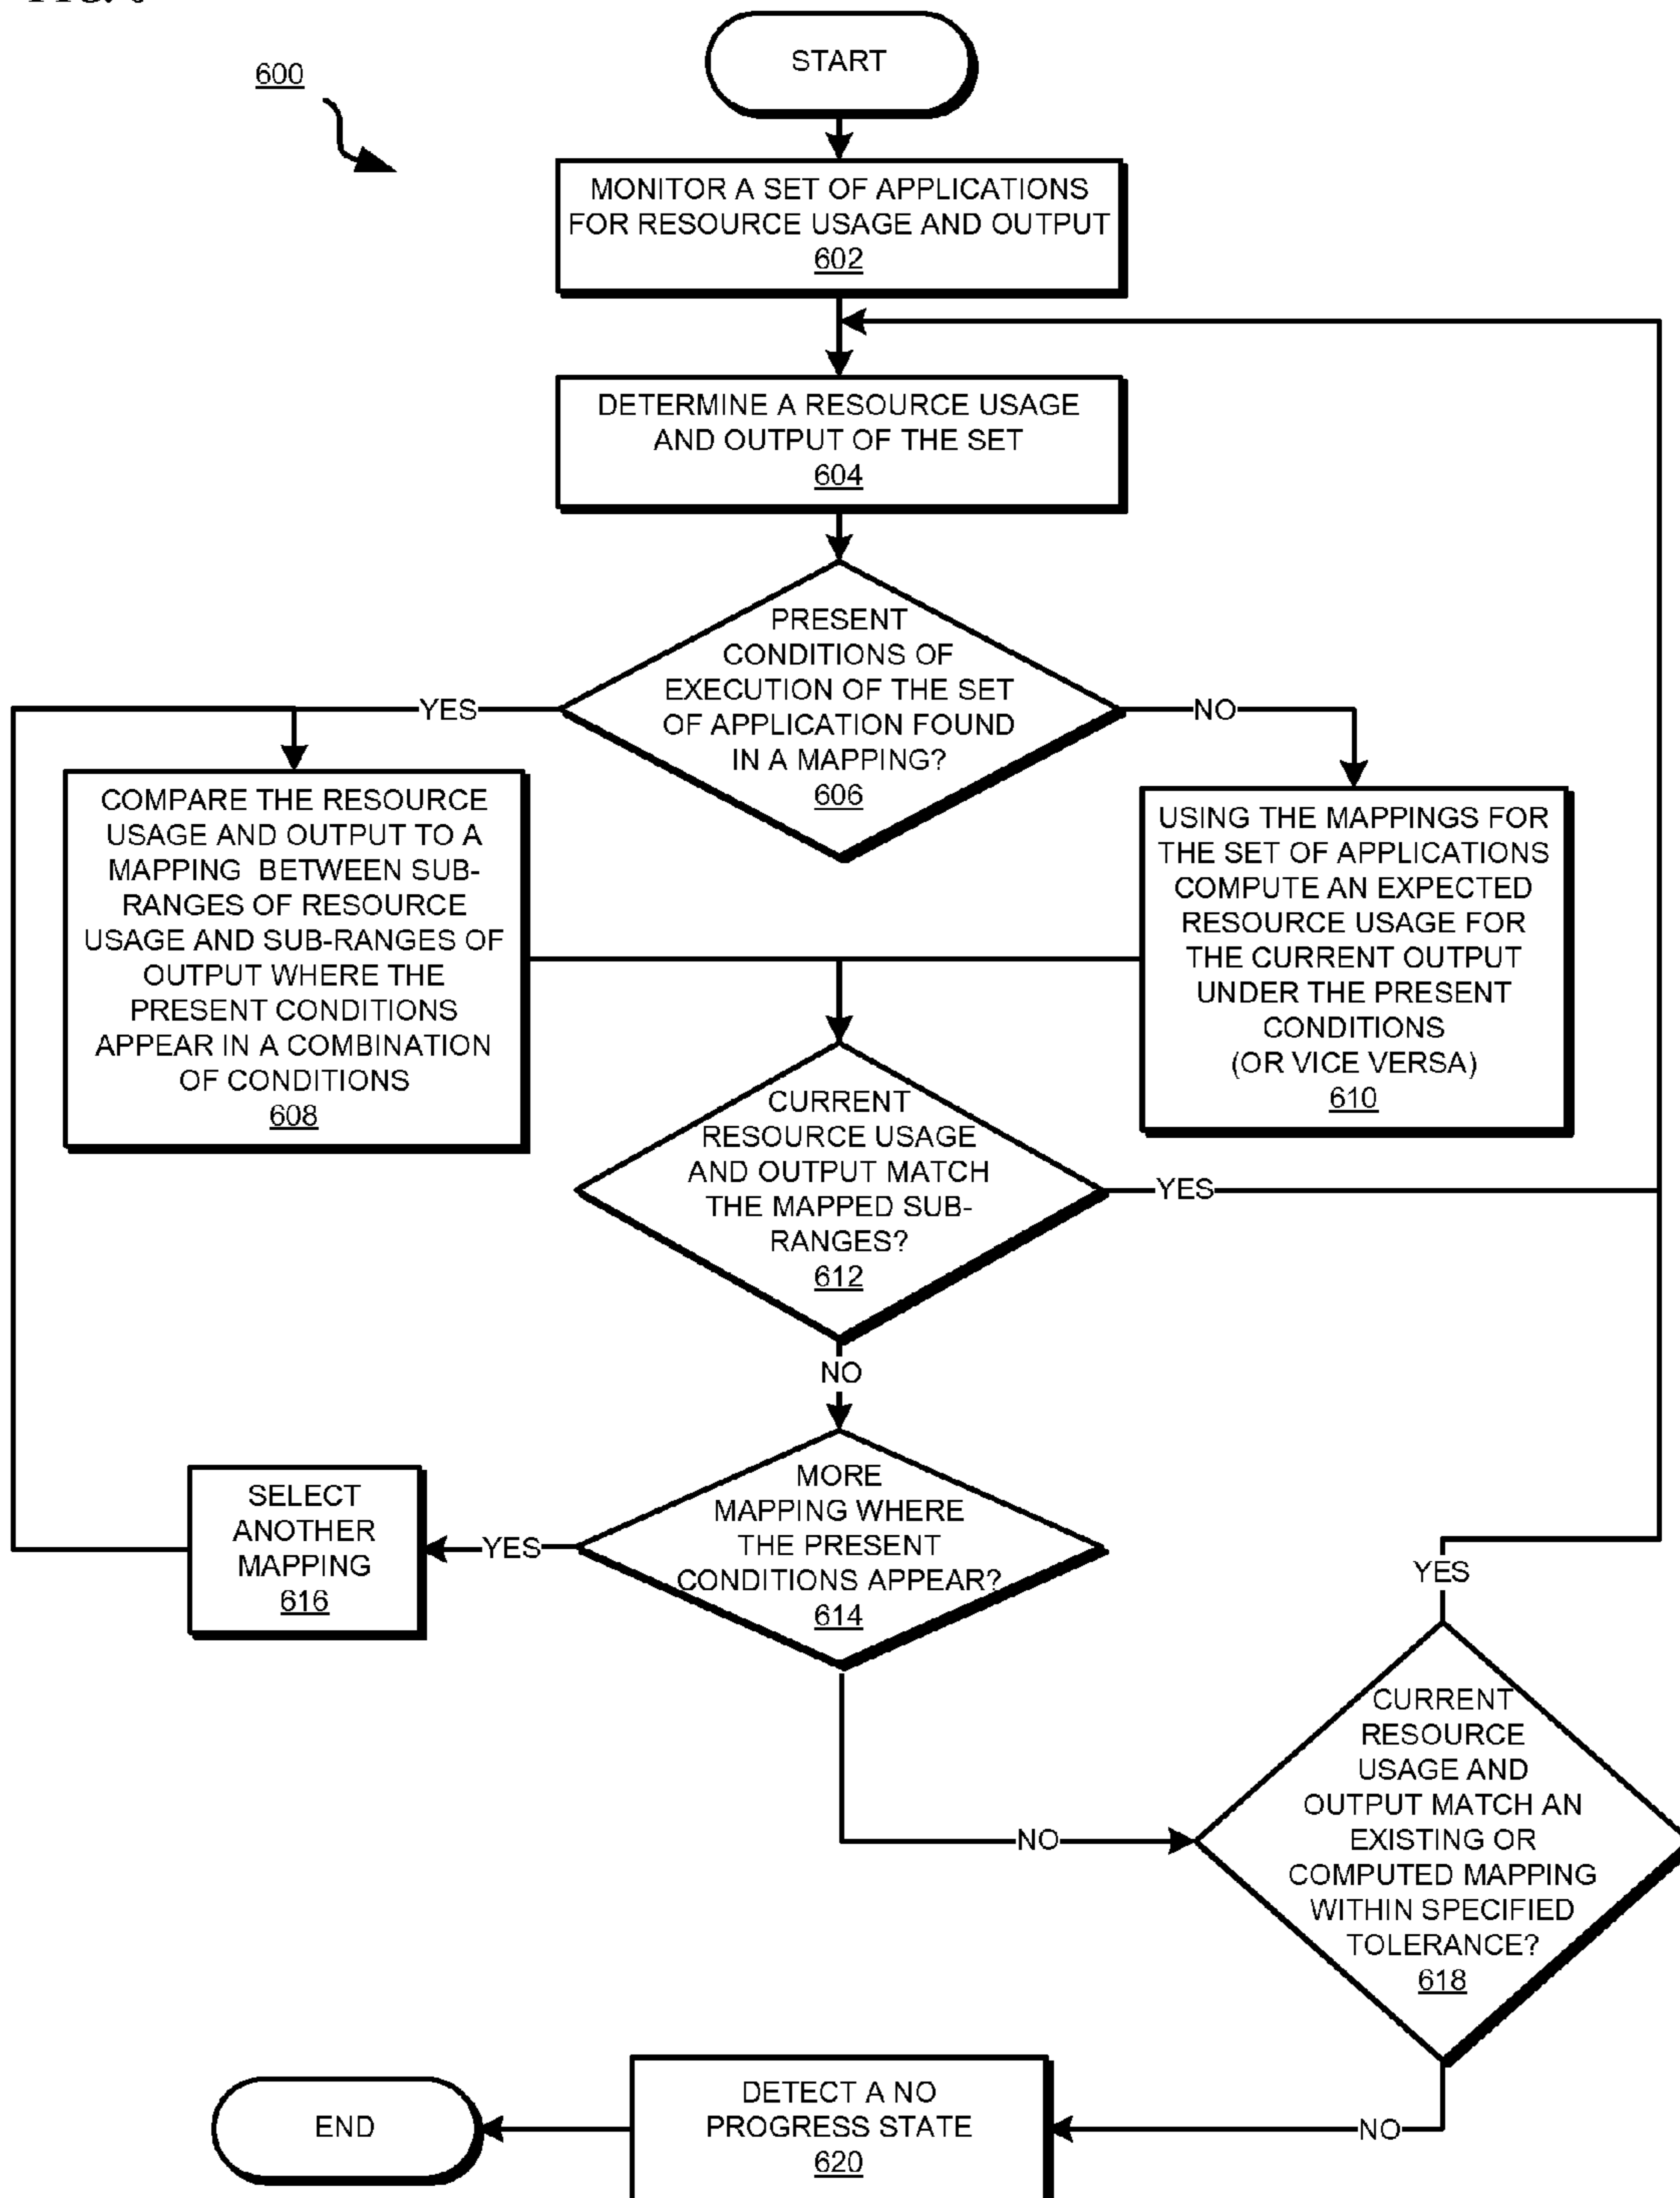 600
START
MONITOR A SET OF APPLICATIONS
FOR RESOURCE USAGE AND OUTPUT
602
DETERMINE A RESOURCE USAGE
AND OUTPUT OF THE SET
604
PRESENT
CONDITIONS OF
EXECUTION OF THE SET
OF APPLICATION FOUND
IN A MAPPING?
606
YES
NO
COMPARE THE RESOURCE
USAGE AND OUTPUT TO A
MAPPING BETWEEN SUB-
RANGES OF RESOURCE
USAGE AND SUB-RANGES OF
OUTPUT WHERE THE
PRESENT CONDITIONS
APPEAR IN A COMBINATION
OF CONDITIONS
608
USING THE MAPPINGS FOR
THE SET OF APPLICATIONS
COMPUTE AN EXPECTED
RESOURCE USAGE FOR
THE CURRENT OUTPUT
UNDER THE PRESENT
CONDITIONS
(OR VICE VERSA)
610
CURRENT
RESOURCE USAGE
AND OUTPUT MATCH
THE MAPPED SUB-
RANGES?
612
YES
NO
MORE
MAPPING WHERE
THE PRESENT
CONDITIONS APPEAR?
614
YES
SELECT
ANOTHER
MAPPING
616
NO
YES
CURRENT
RESOURCE
USAGE AND
OUTPUT MATCH AN
EXISTING OR
COMPUTED MAPPING
WITHIN SPECIFIED
TOLERANCE?
618
NO
DETECT A NO
PROGRESS STATE
620
END